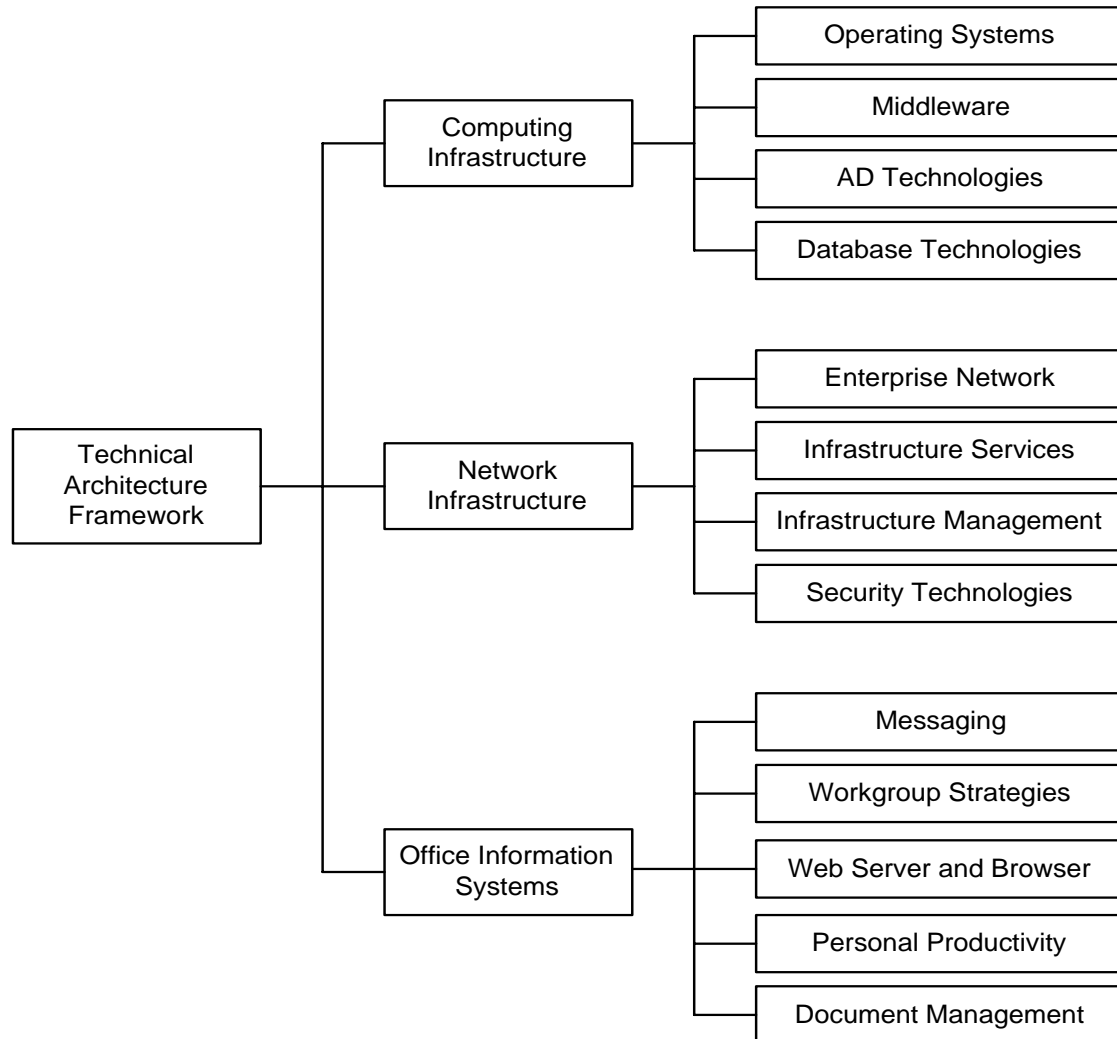 Technical
Architecture
Framework
Computing
Infrastructure
Operating Systems
Middleware
AD Technologies
Database Technologies
Network
Infrastructure
Enterprise Network
Infrastructure Services
Infrastructure Management
Security Technologies
Office Information
Systems
Messaging
Workgroup Strategies
Web Server and Browser
Personal Productivity
Document Management